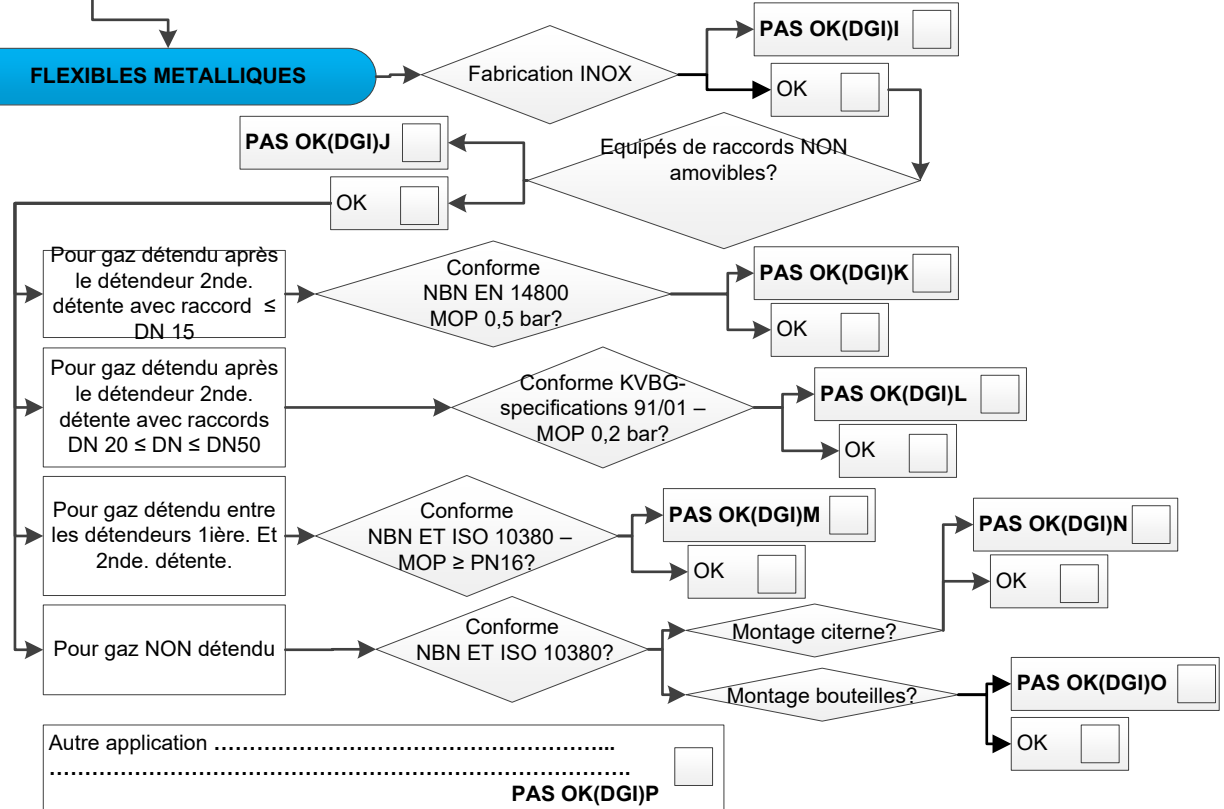 FLEXIBLES METALLIQUES
Fabrication INOX
PAS OK(DGI)I
OK
Equipés de raccords NON
amovibles?
PAS OK(DGI)J
OK
Pour gaz détendu après
le détendeur 2nde.
détente avec raccord ≤
DN 15
Conforme
NBN EN 14800
MOP 0,5 bar?
PAS OK(DGI)K
OK
Pour gaz détendu après
le détendeur 2nde.
détente avec raccords
DN 20 ≤ DN ≤ DN50
Conforme KVBG-
specifications 91/01 –
MOP 0,2 bar?
PAS OK(DGI)L
OK
Pour gaz détendu entre
les détendeurs 1ière. Et
2nde. détente.
Conforme
NBN ET ISO 10380 –
MOP ≥ PN16?
PAS OK(DGI)M
OK
Pour gaz NON détendu
Conforme
NBN ET ISO 10380?
Montage citerne?
PAS OK(DGI)N
OK
Montage bouteilles?
PAS OK(DGI)O
OK
Autre application ……………………………………………...
…………………………………………………………………….
PAS OK(DGI)P